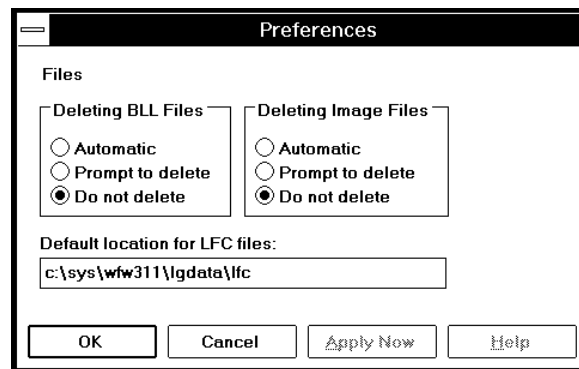 Preferences
Files
Deleting BLL Files
Automatic
Prompt to delete
Do not delete
Deleting Image Files
Automatic
Prompt to delete
Do not delete
Default location for LFC files:
c:\sys\wfw311\lgdata\lfc
OK
Cancel
Apply Now
Help